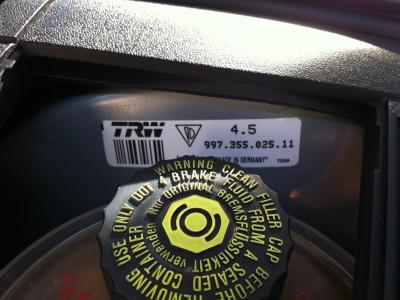 TRW
4.5
997.355.025.11
MADE IN GERMANY
WARNING CLEAN FILLER CAP BEFORE REMOVING
USE ONLY DOT 4 BRAKE FLUID FROM A SEALED CONTAINER
Nur ORIGINAL BREMSFLÜSSIGKEIT verwenden